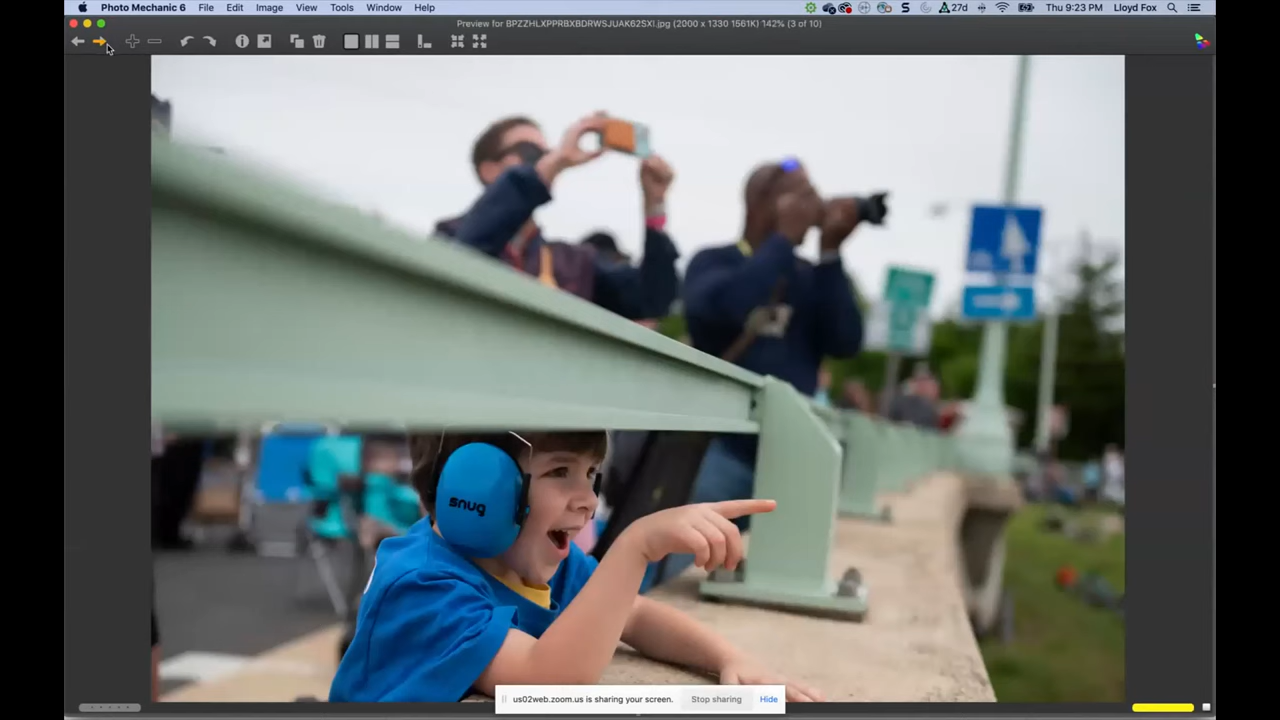 Photo Mechanic 6 File Edit Image View Tools Window Help 27d Thu 9:23 PM Lloyd Fox
Preview for BPZZHLXPPRBXBDRWSJUAK62SXI.jpg (2000 x 1330 1561K) 142% (3 of 10)
snug
us02web.zoom.us is sharing your screen. Stop sharing Hide